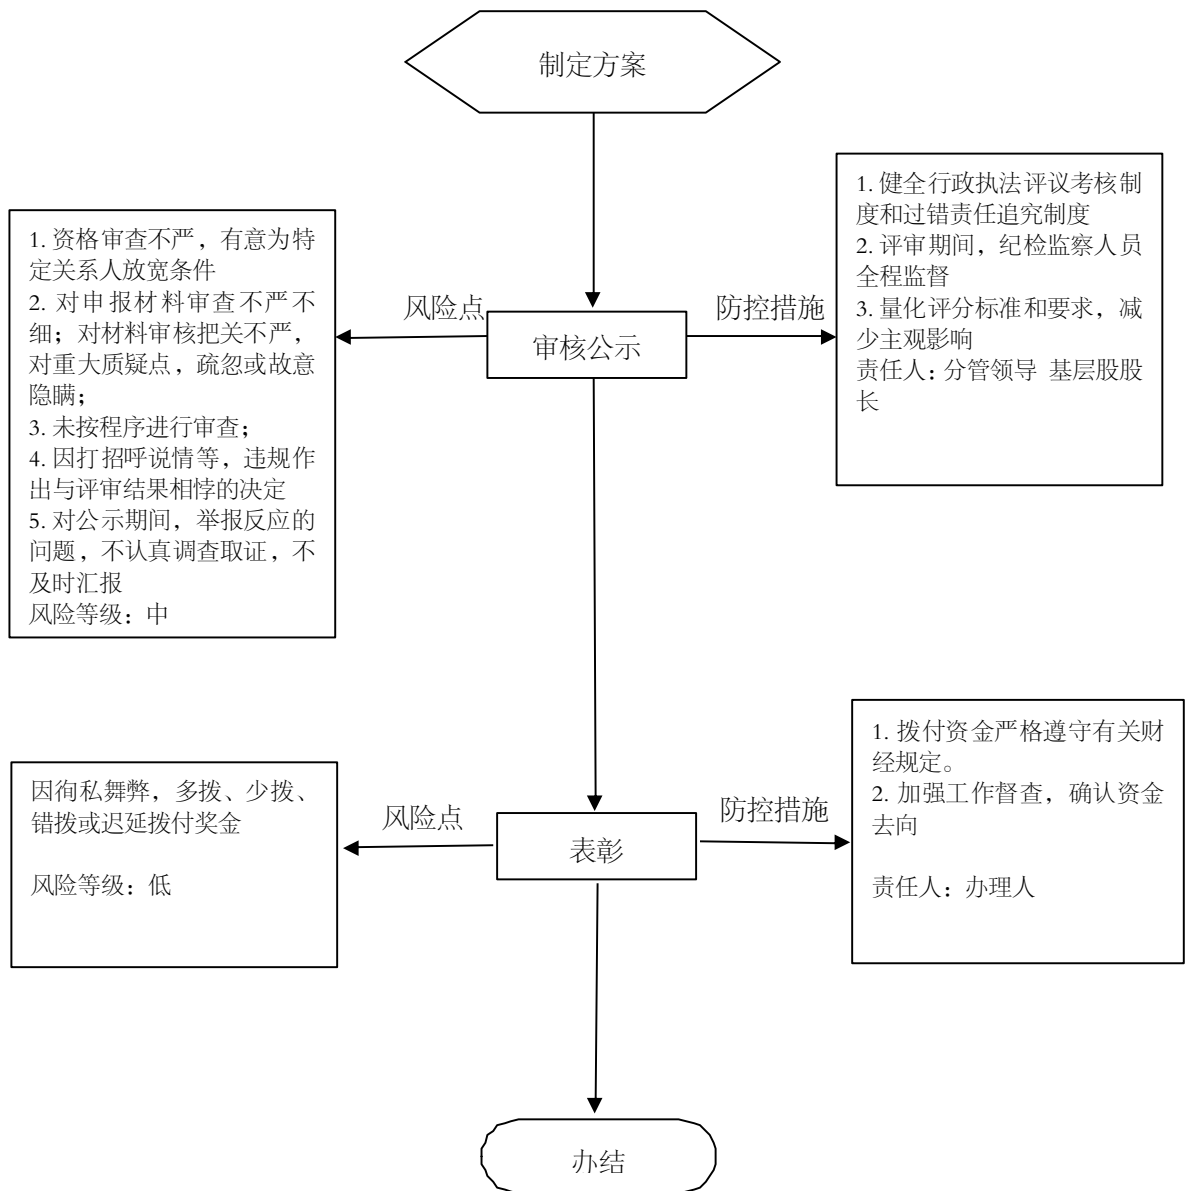 制定方案
1. 资格审查不严，有意为特
定关系人放宽条件
2. 对申报材料审查不严不
细；对材料审核把关不严，
对重大质疑点，疏忽或故意
隐瞒；
3. 未按程序进行审查；
4. 因打招呼说情等，违规作
出与评审结果相悖的决定
5. 对公示期间，举报反应的
问题，不认真调查取证，不
及时汇报
风险等级：中
风险点
审核公示
防控措施
1. 健全行政执法评议考核制
度和过错责任追究制度
2. 评审期间，纪检监察人员
全程监督
3. 量化评分标准和要求，减
少主观影响
责任人：分管领导 基层股股
长
因徇私舞弊，多拨、少拨、
错拨或迟延拨付奖金
风险等级：低
风险点
表彰
防控措施
1. 拨付资金严格遵守有关财
经规定。
2. 加强工作督查，确认资金
去向
责任人：办理人
办结